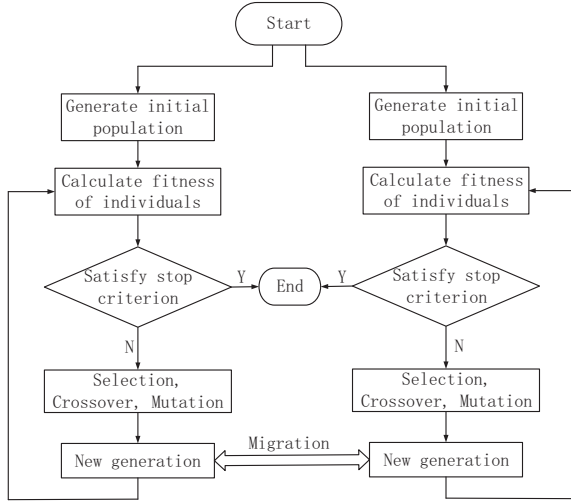 Start
Generate initial
population
Generate initial
population
Calculate fitness
of individuals
Calculate fitness
of individuals
Satisfy stop
criterion
Y
End
Y
Satisfy stop
criterion
N
N
Selection,
Crossover, Mutation
Selection,
Crossover, Mutation
New generation
Migration
New generation